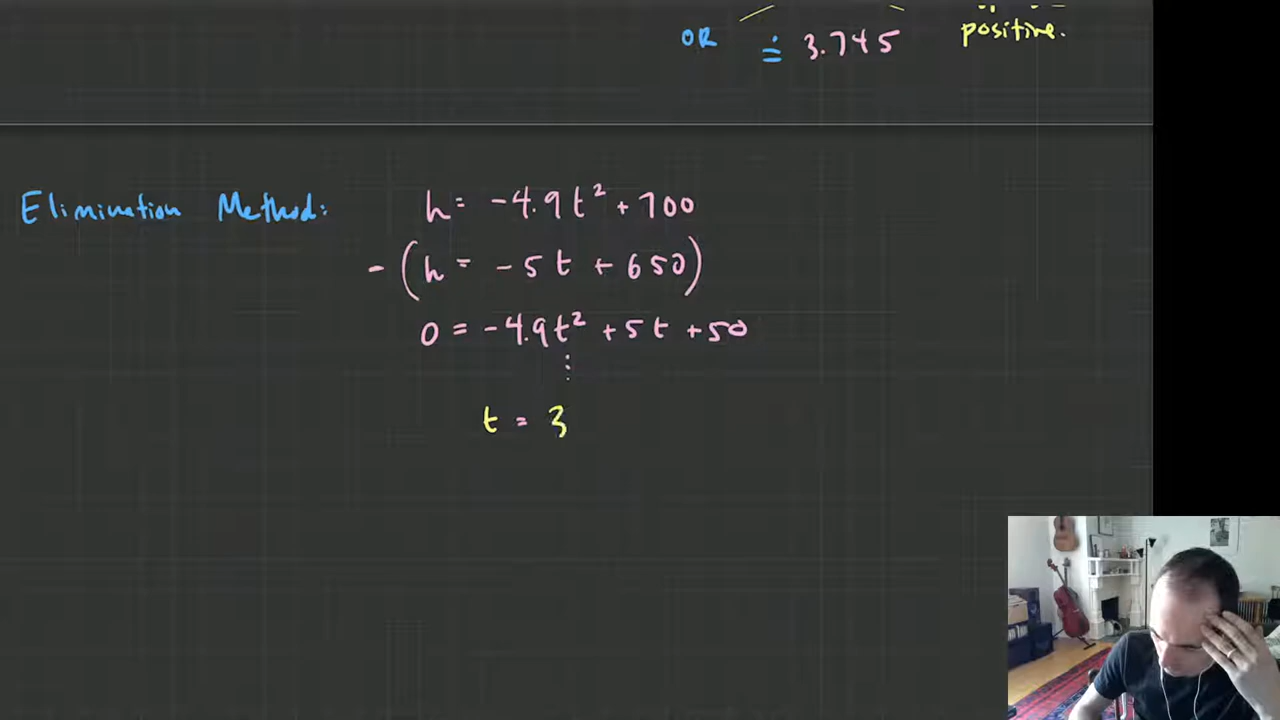 OR ≐ 3.745
positive.
Elimination Method:
h = -4.9t² + 700
- (h = -5t + 650)
0 = -4.9t² + 5t + 50
⋮
t = 3